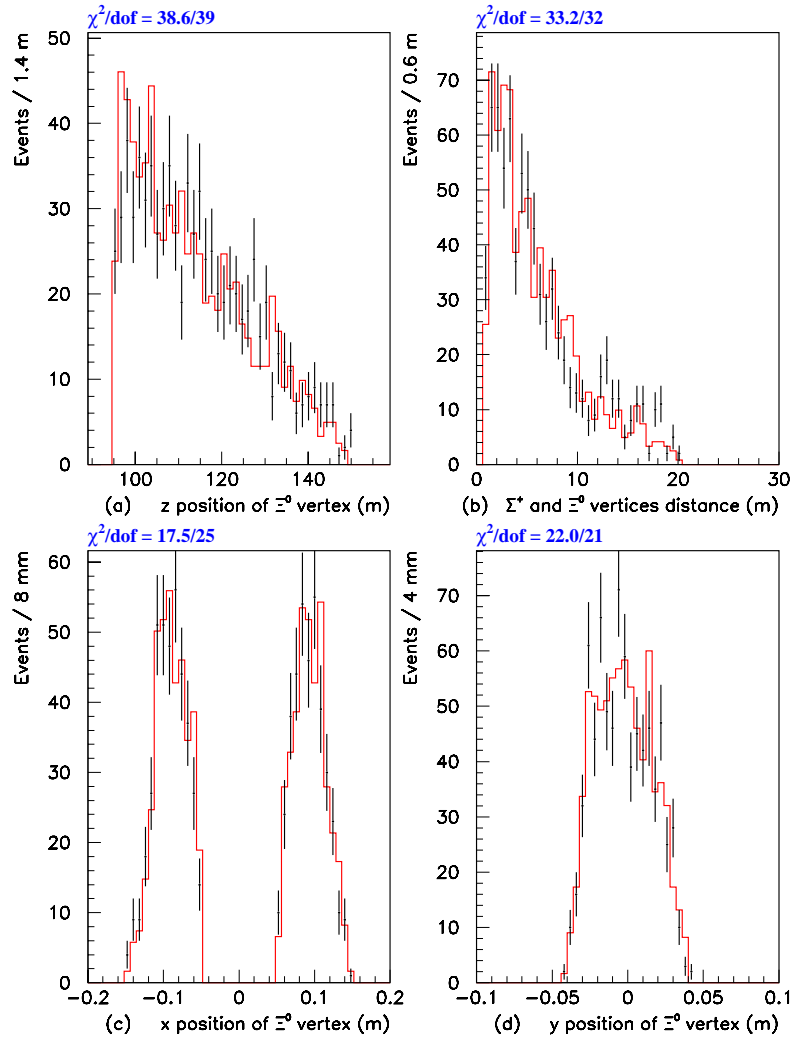 χ²/dof = 38.6/39
Events / 1.4 m
50
40
30
20
10
0
100 120 140
(a) z position of Ξ⁰ vertex (m)
χ²/dof = 33.2/32
Events / 0.6 m
70
60
50
40
30
20
10
0
0 10 20 30
(b) Σ⁺ and Ξ⁰ vertices distance (m)
χ²/dof = 17.5/25
Events / 8 mm
60
50
40
30
20
10
0
−0.2 −0.1 0 0.1 0.2
(c) x position of Ξ⁰ vertex (m)
χ²/dof = 22.0/21
Events / 4 mm
70
60
50
40
30
20
10
0
−0.1 −0.05 0 0.05 0.1
(d) y position of Ξ⁰ vertex (m)